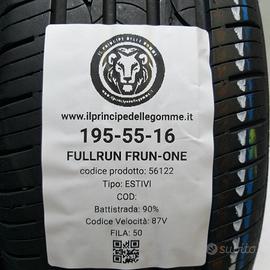 IL PRINCIPE DELLE GOMME
www.ilprincipedellegomme.it
195-55-16
FULLRUN FRUN-ONE
codice prodotto: 56122
Tipo: ESTIVI
COD:
Battistrada: 90%
Codice Velocità: 87V
FILA: 50
subito